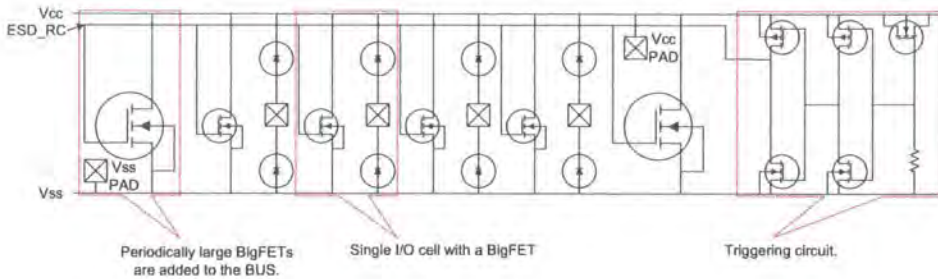 Vcc
ESD_RC
Vcc
PAD
Vss
PAD
Vss
Periodically large BigFETs
are added to the BUS.
Single I/O cell with a BigFET
Triggering circuit.